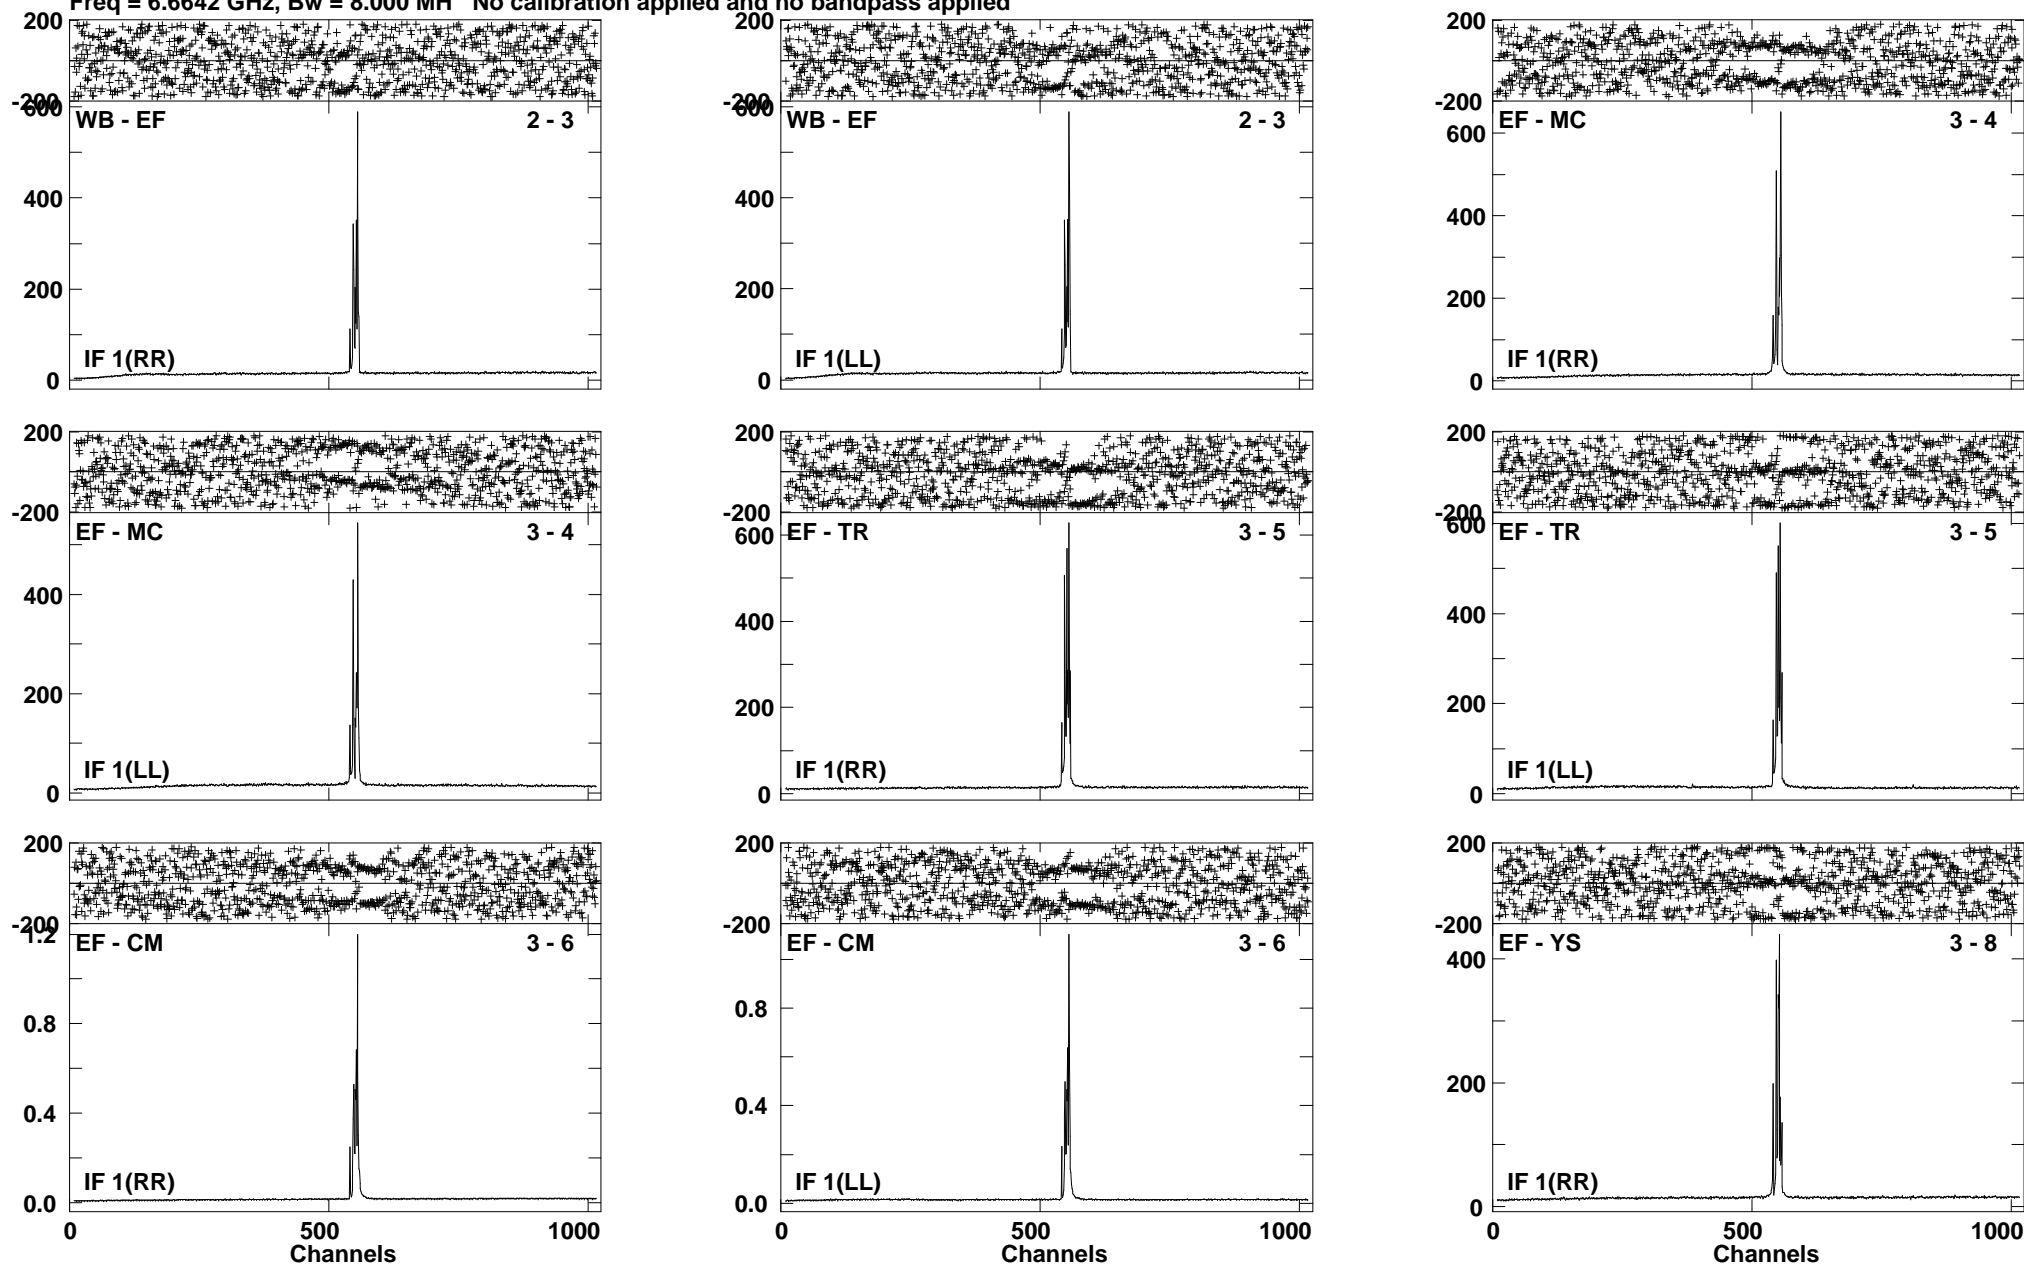 Freq = 6.6642 GHz, Bw = 8.000 MH No calibration applied and no bandpass applied
200
-200
600
400
200
0
WB - EF 2 - 3
IF 1(RR)
200
-200
600
400
200
0
WB - EF 2 - 3
IF 1(LL)
200
-200
600
400
200
0
EF - MC 3 - 4
IF 1(RR)
200
-200
400
200
0
EF - MC 3 - 4
IF 1(LL)
200
-200
600
400
200
0
EF - TR 3 - 5
IF 1(RR)
200
-200
600
400
200
0
EF - TR 3 - 5
IF 1(LL)
200
-200
1.2
0.8
0.4
0.0
EF - CM 3 - 6
IF 1(RR)
0 500 1000
Channels
200
-200
0.8
0.4
0.0
EF - CM 3 - 6
IF 1(LL)
0 500 1000
Channels
200
-200
400
200
0
EF - YS 3 - 8
IF 1(RR)
0 500 1000
Channels